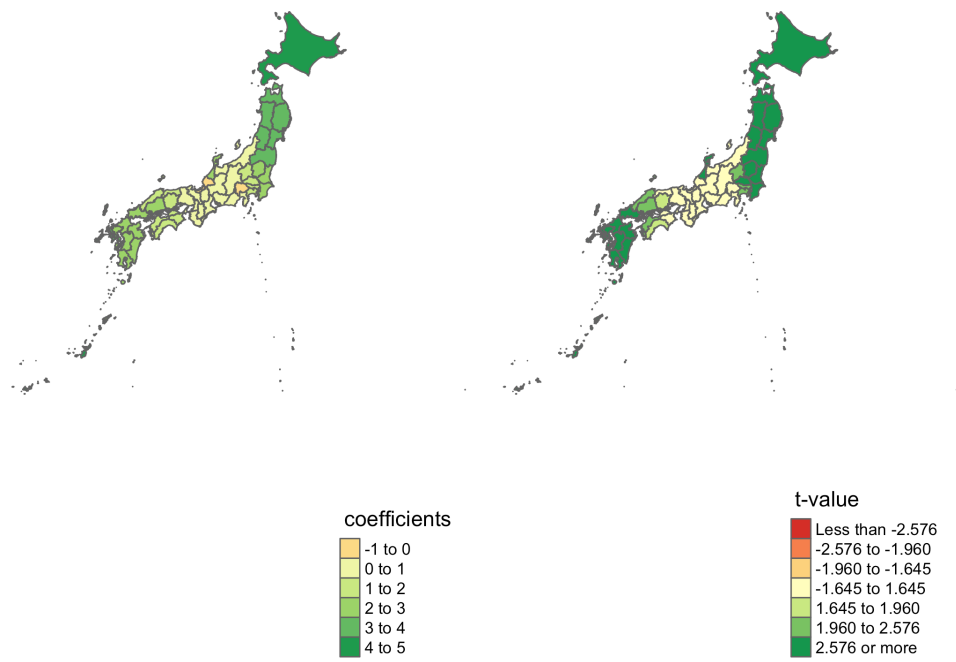 coefficients
-1 to 0
0 to 1
1 to 2
2 to 3
3 to 4
4 to 5
t-value
Less than -2.576
-2.576 to -1.960
-1.960 to -1.645
-1.645 to 1.645
1.645 to 1.960
1.960 to 2.576
2.576 or more